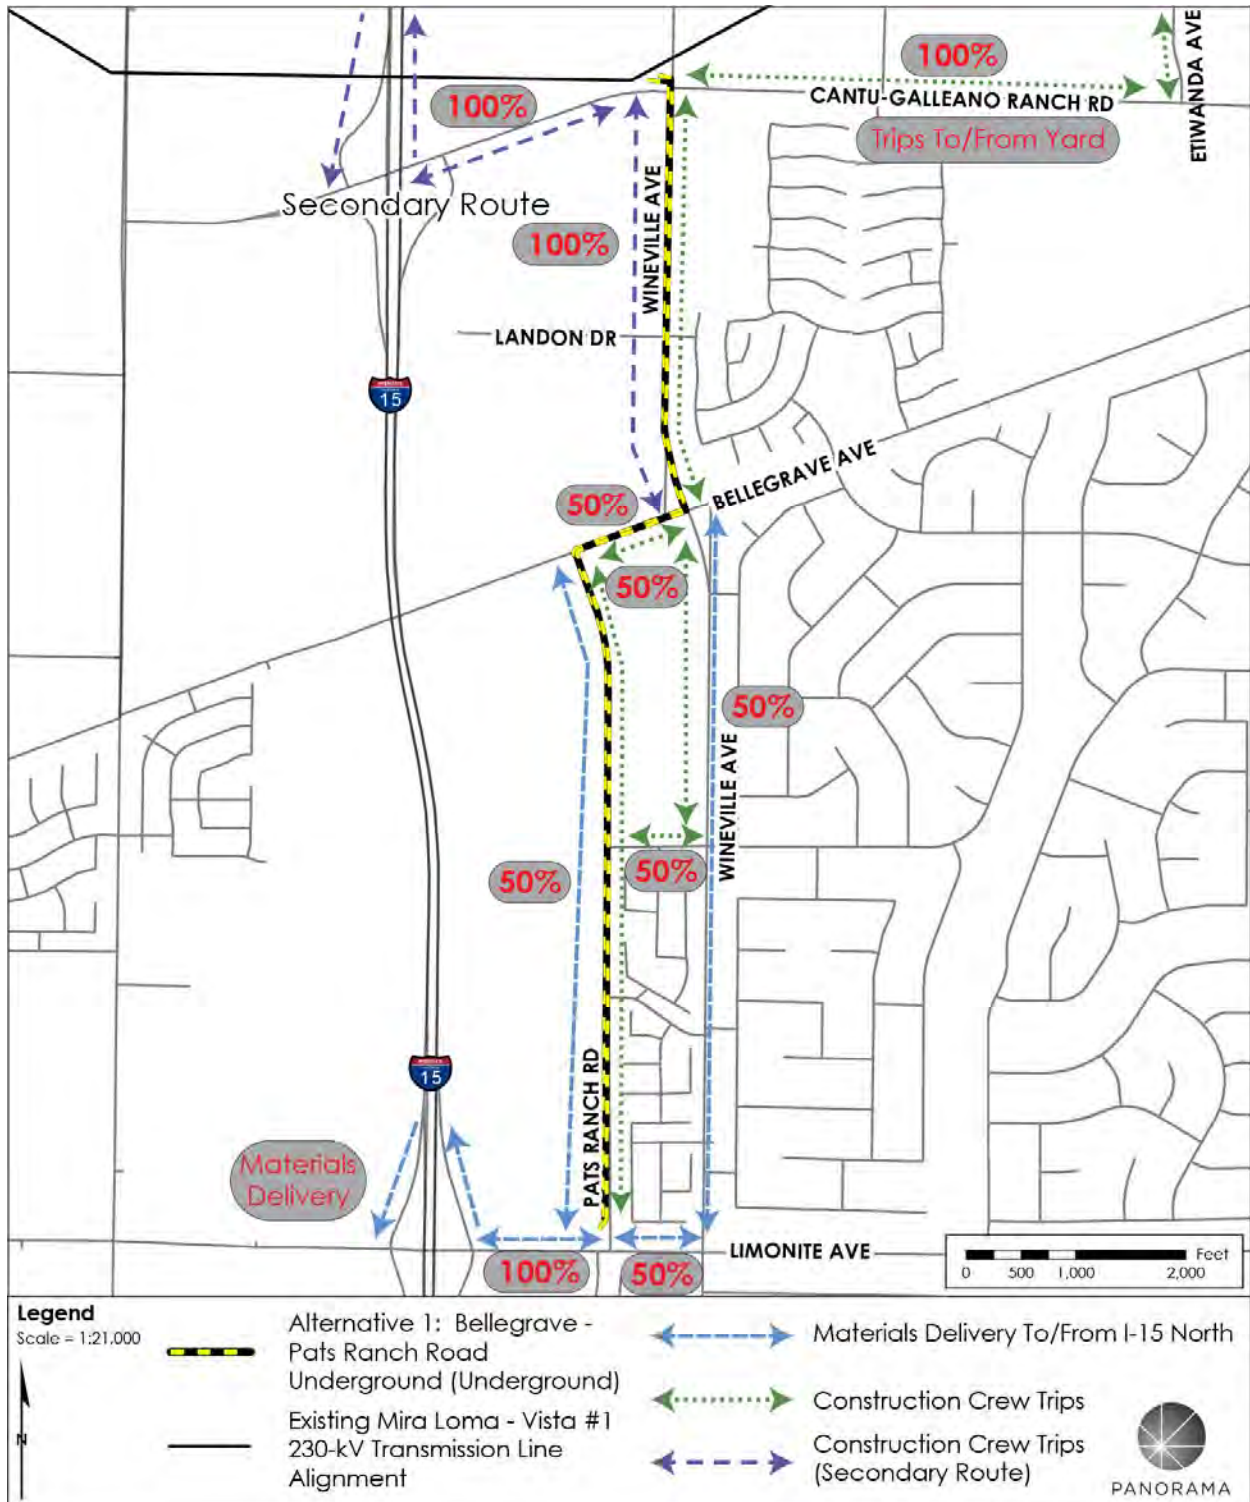 100%
CANTU-GALLEANO RANCH RD
ETIWANDA AVE
100%
Trips To/From Yard
Secondary Route
100%
WINEVILLE AVE
LANDON DR
15
BELLEGRAVE AVE
50%
50%
50%
WINEVILLE AVE
50%
50%
15
PATS RANCH RD
Materials
Delivery
LIMONITE AVE
100%
50%
Feet
0 500 1,000 2,000
Legend
Scale = 1:21,000
N
Alternative 1: Bellegrave -
Pats Ranch Road
Underground (Underground)
Existing Mira Loma - Vista #1
230-kV Transmission Line
Alignment
Materials Delivery To/From I-15 North
Construction Crew Trips
Construction Crew Trips
(Secondary Route)
PANORAMA